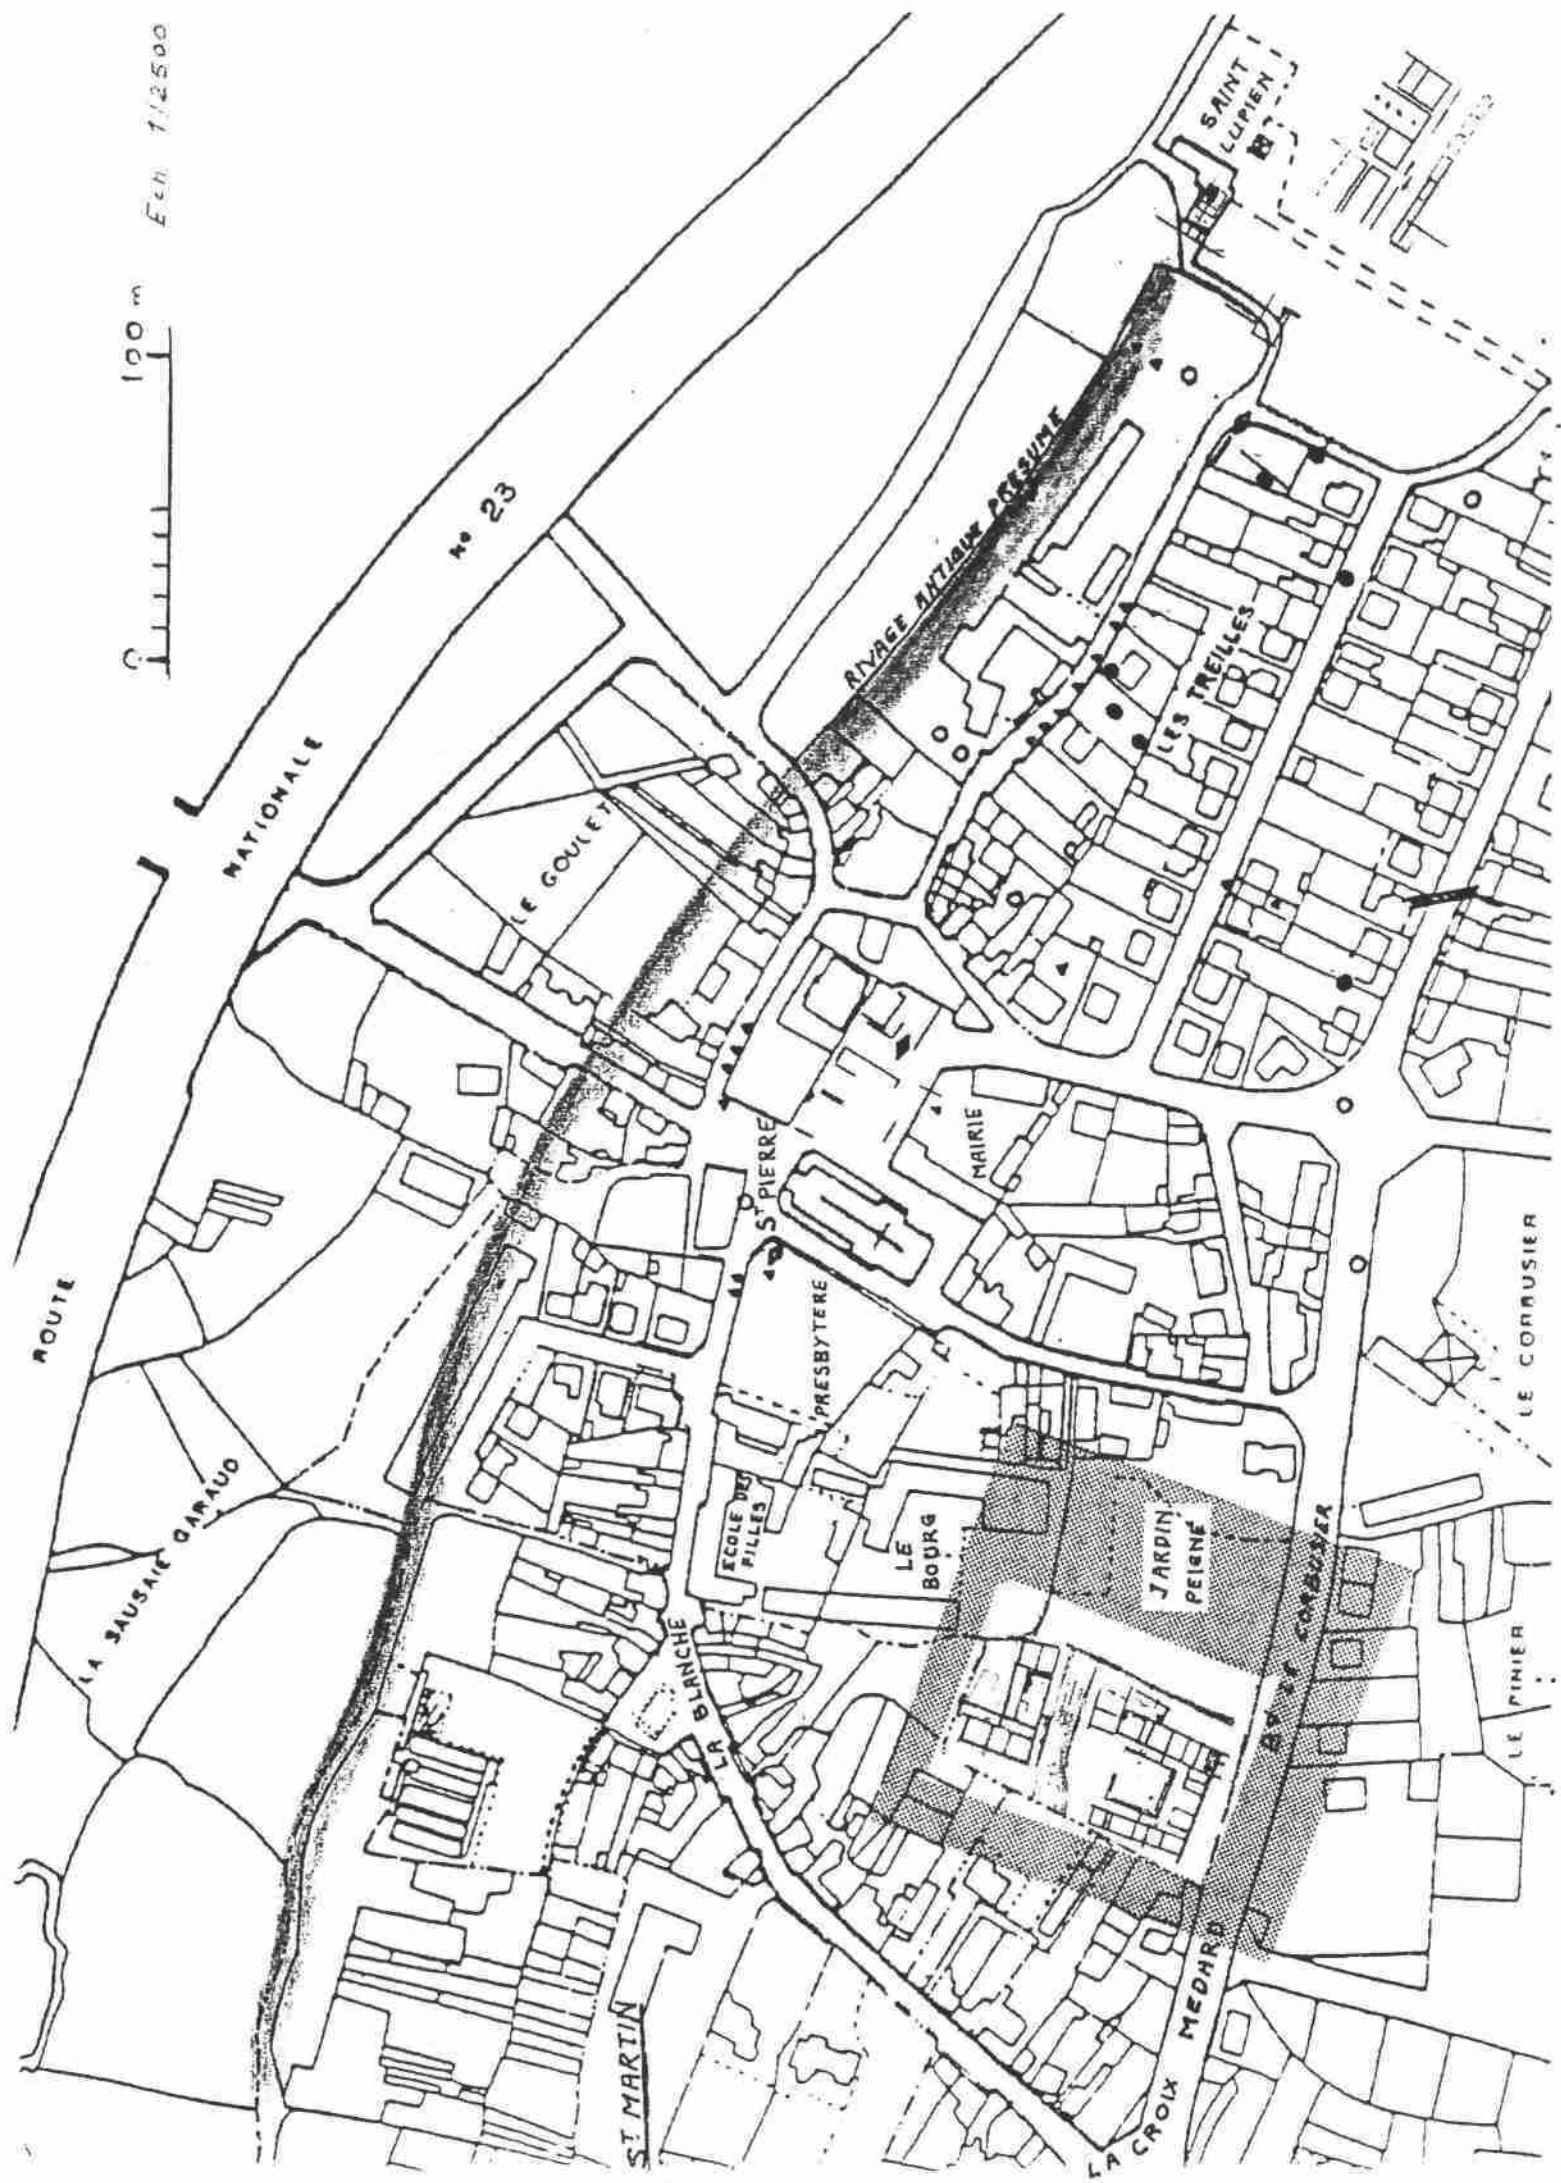 Ech 1/2500
0
100 m
ROUTE
NATIONALE
No 23
SAINT
LUPIEN
RIVAGE ANTIQUE PRESUME
LE GOULET
LES TREILLES
LA SAUSAIE GARAUD
ST PIERRE
MAIRIE
PRESBYTERE
ECOLE DES
FILLES
LE
BOURG
JARDIN
PEIGNÉ
LA BLANCHE
ST MARTIN
BD LE CORBUSIER
LE CORBUSIER
LE PINIER
LA CROIX MEDARD